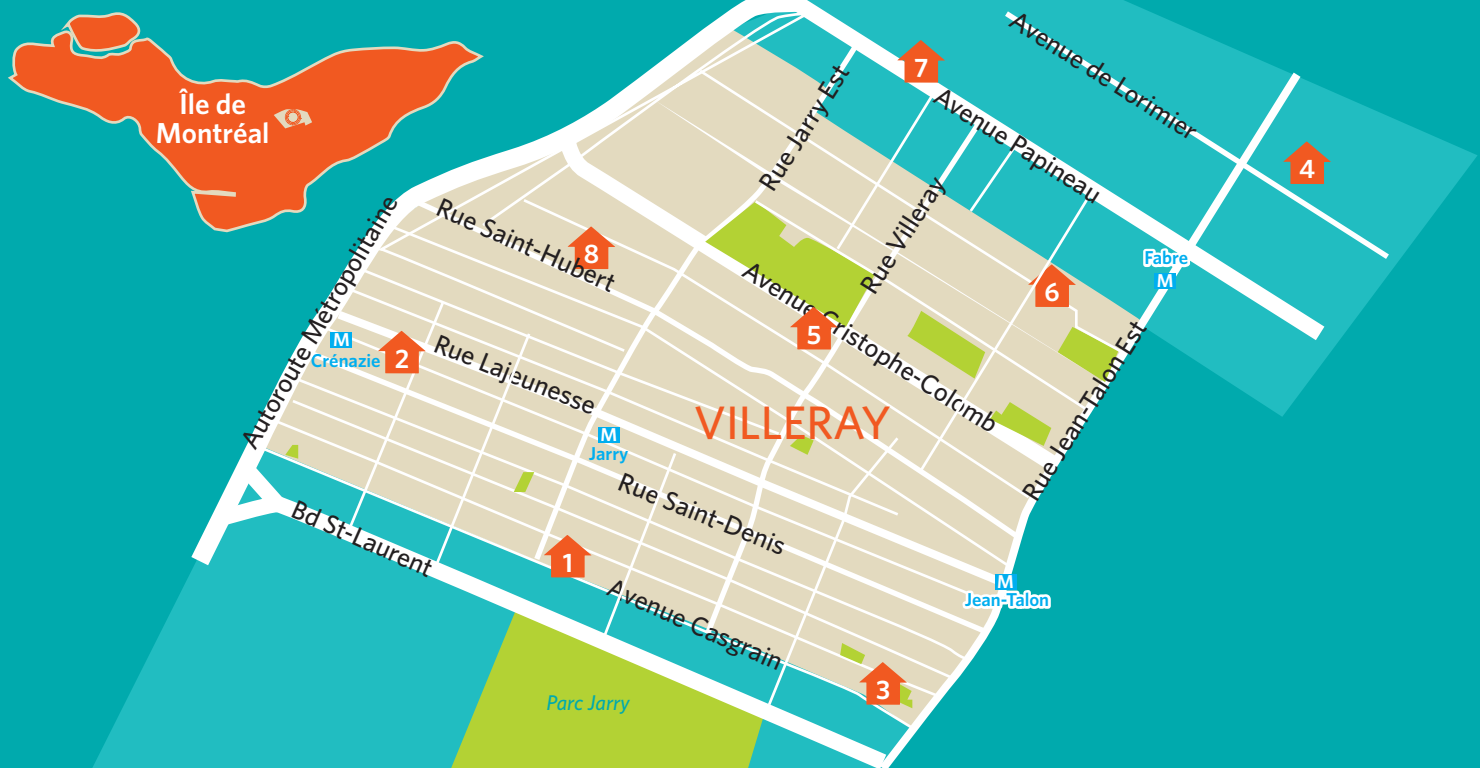 Île de
Montréal
Avenue de Lorimier
7
Avenue Papineau
Rue Jarry Est
4
Rue Villeray
Fabre
M
Rue Saint-Hubert
8
Autoroute Métropolitaine
6
Avenue Cristophe-Colomb
5
M
Crénazie
2
Rue Lajeunesse
Rue Jean-Talon Est
VILLERAY
M
Jarry
Rue Saint-Denis
Bd St-Laurent
1
M
Jean-Talon
Avenue Casgrain
3
Parc Jarry